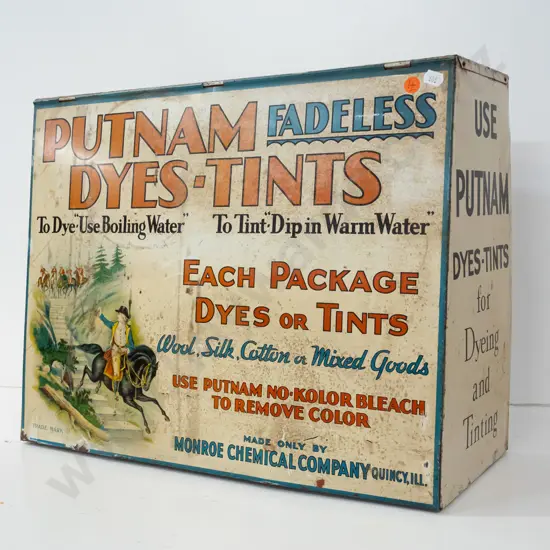 PUTNAM FADELESS
DYES-TINTS
To Dye "Use Boiling Water" To Tint "Dip in Warm Water"
EACH PACKAGE
DYES OR TINTS
Wool, Silk, Cotton or Mixed Goods
USE PUTNAM NO-KOLOR BLEACH
TO REMOVE COLOR
MADE ONLY BY
MONROE CHEMICAL COMPANY QUINCY, ILL.
TRADE MARK
USE
PUTNAM
DYES-TINTS
for
Dyeing
and
Tinting